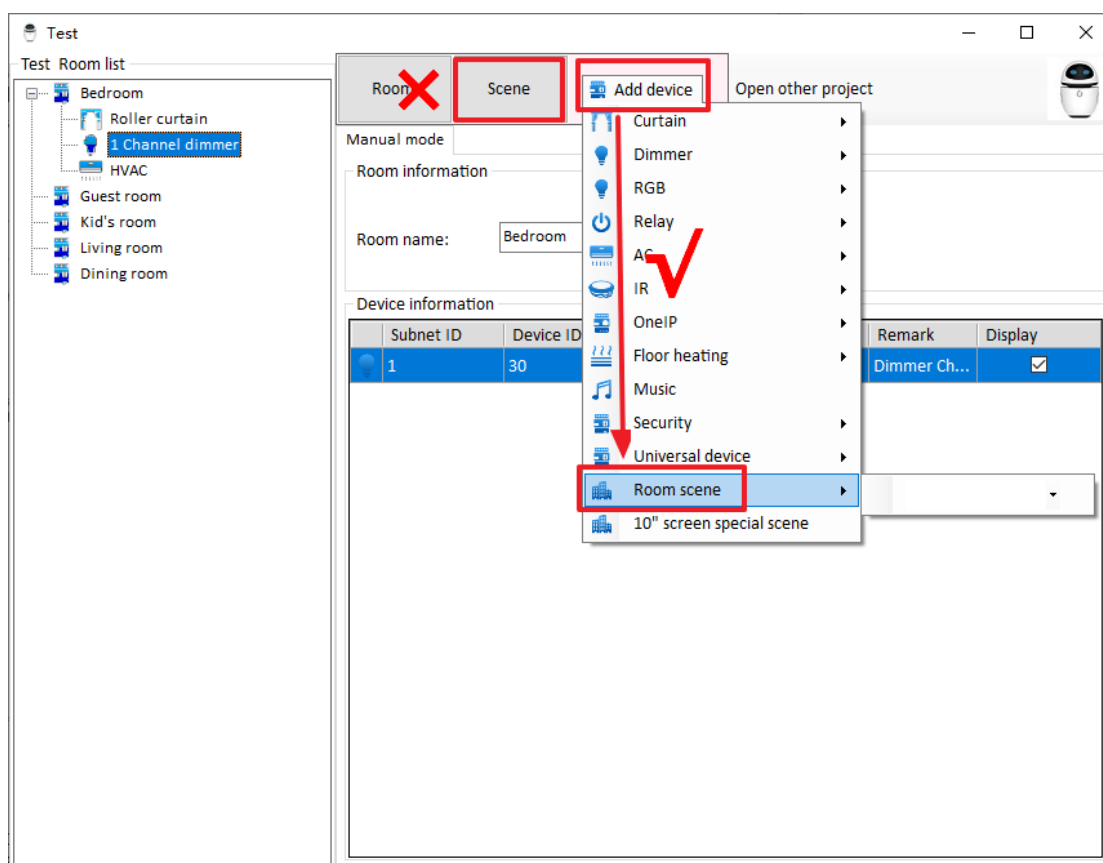 Test
Test Room list
Bedroom
Roller curtain
1 Channel dimmer
HVAC
Guest room
Kid's room
Living room
Dining room
Room
Scene
Add device
Open other project
Manual mode
Room information
Room name:
Bedroom
Device information
Subnet ID
Device ID
Remark
Display
1
30
Dimmer Ch...
Curtain
Dimmer
RGB
Relay
AC
IR
OneIP
Floor heating
Music
Security
Universal device
Room scene
10" screen special scene